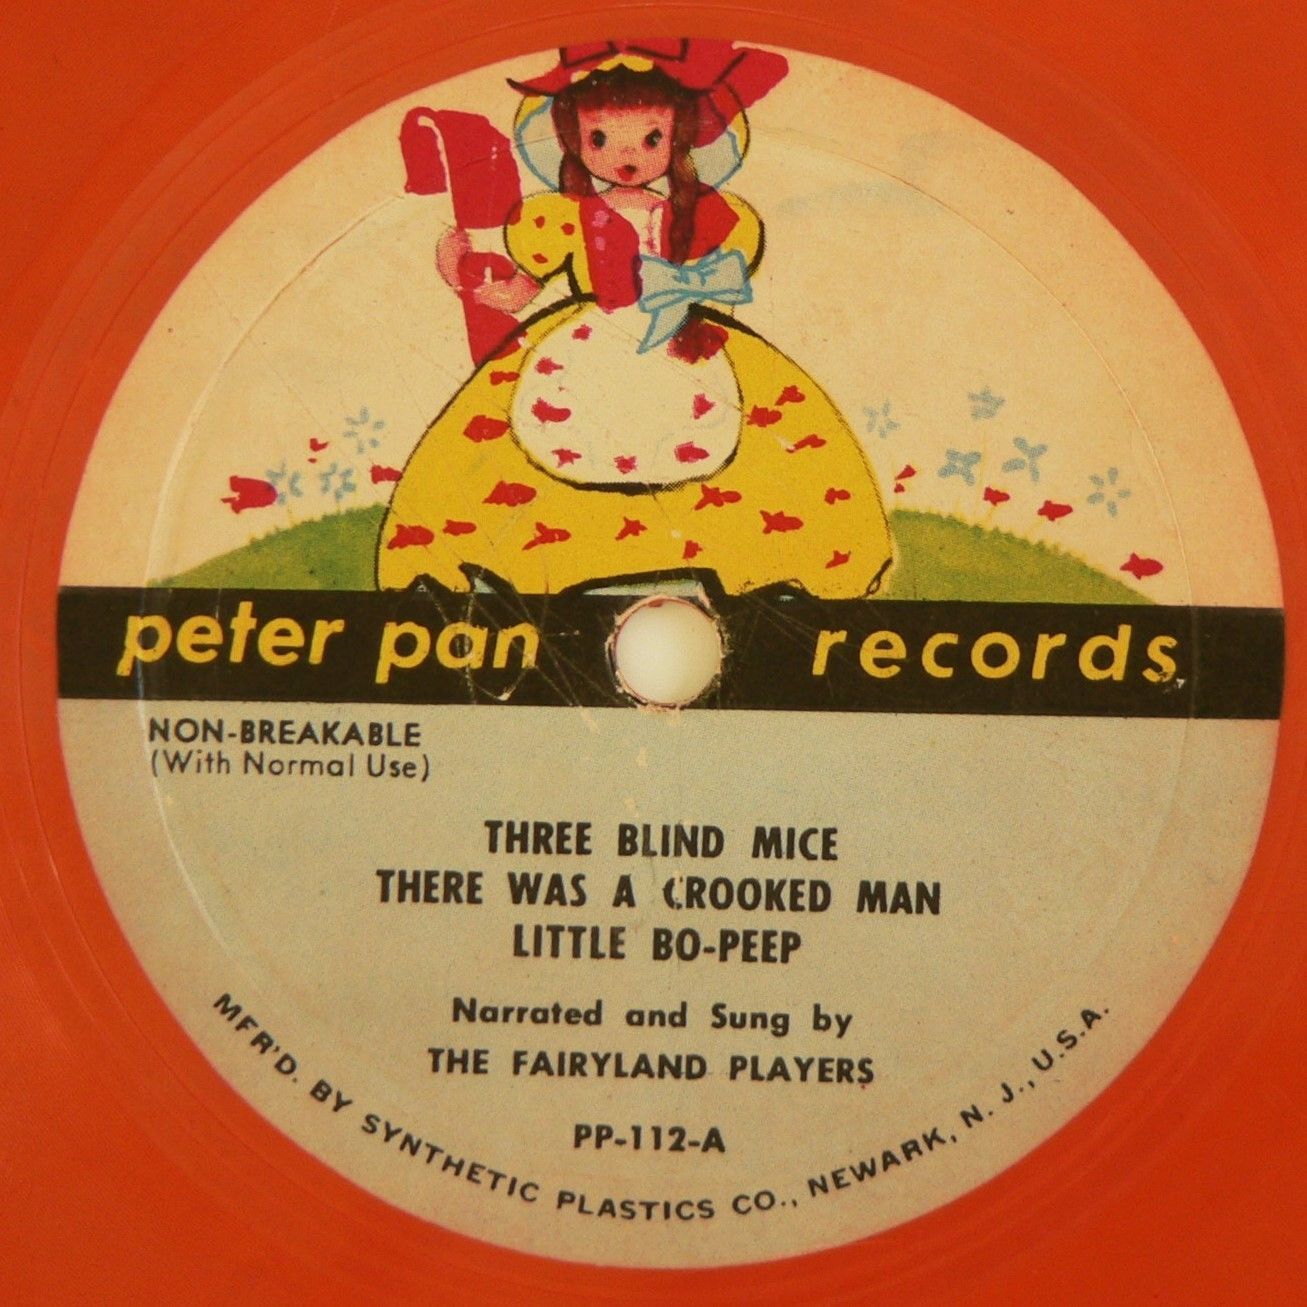 peter pan records
NON-BREAKABLE
(With Normal Use)
THREE BLIND MICE
THERE WAS A CROOKED MAN
LITTLE BO-PEEP
Narrated and Sung by
THE FAIRYLAND PLAYERS
PP-112-A
MFR'D. BY SYNTHETIC PLASTICS CO., NEWARK, N. J., U.S.A.